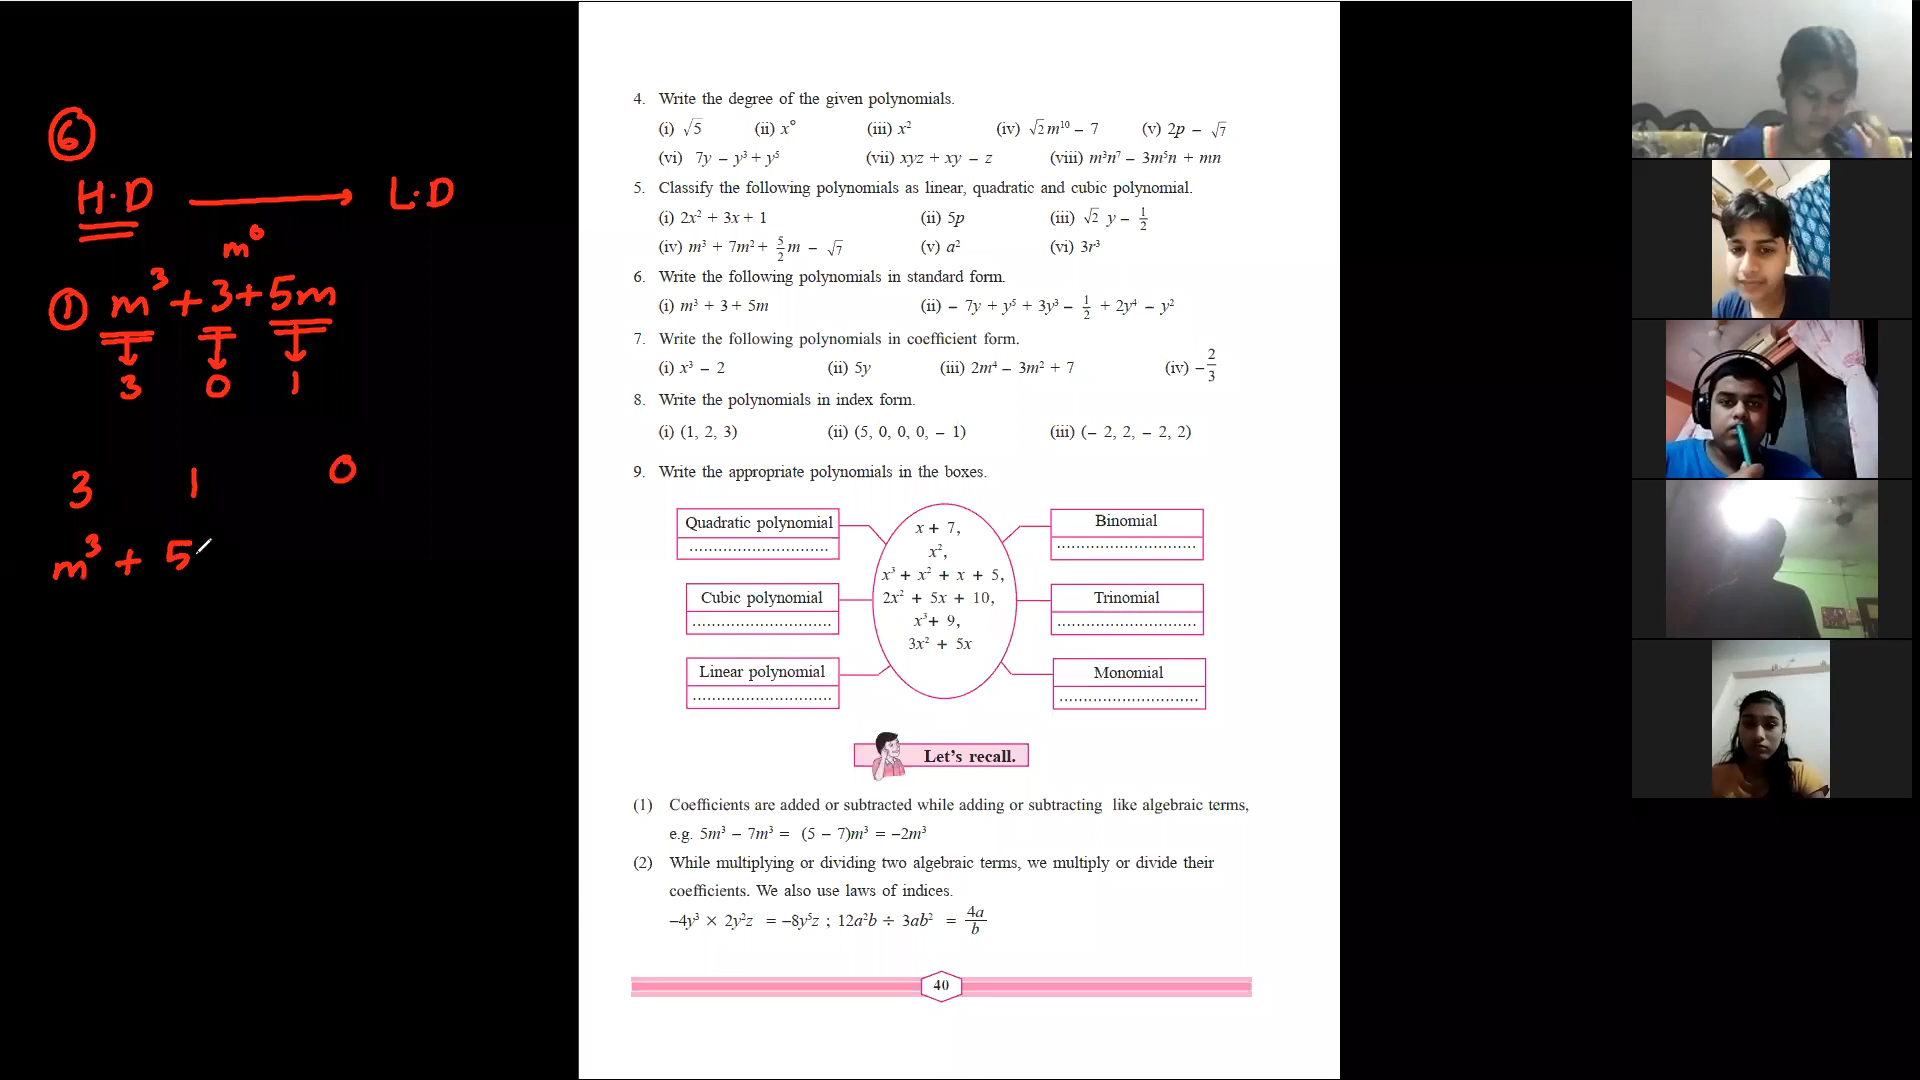 6
H.D → L.D
m⁰
① m³ + 3 + 5m
3 0 1
3 1 0
m³ + 5
4. Write the degree of the given polynomials.
(i) √5 (ii) x° (iii) x² (iv) √2 m¹⁰ – 7 (v) 2p – √7
(vi) 7y – y³ + y⁵ (vii) xyz + xy – z (viii) m³n⁷ – 3m⁵n + mn
5. Classify the following polynomials as linear, quadratic and cubic polynomial.
(i) 2x² + 3x + 1 (ii) 5p (iii) √2 y – 1/2
(iv) m³ + 7m² + 5/2 m – √7 (v) a² (vi) 3r³
6. Write the following polynomials in standard form.
(i) m³ + 3 + 5m (ii) – 7y + y⁵ + 3y³ – 1/2 + 2y⁴ – y²
7. Write the following polynomials in coefficient form.
(i) x³ – 2 (ii) 5y (iii) 2m⁴ – 3m² + 7 (iv) – 2/3
8. Write the polynomials in index form.
(i) (1, 2, 3) (ii) (5, 0, 0, 0, – 1) (iii) (– 2, 2, – 2, 2)
9. Write the appropriate polynomials in the boxes.
Quadratic polynomial
Cubic polynomial
Linear polynomial
x + 7,
x²,
x³ + x² + x + 5,
2x² + 5x + 10,
x³ + 9,
3x² + 5x
Binomial
Trinomial
Monomial
Let's recall.
(1) Coefficients are added or subtracted while adding or subtracting like algebraic terms,
e.g. 5m³ – 7m³ = (5 – 7)m³ = –2m³
(2) While multiplying or dividing two algebraic terms, we multiply or divide their
coefficients. We also use laws of indices.
–4y³ × 2y²z = –8y⁵z ; 12a²b ÷ 3ab² = 4a/b
40